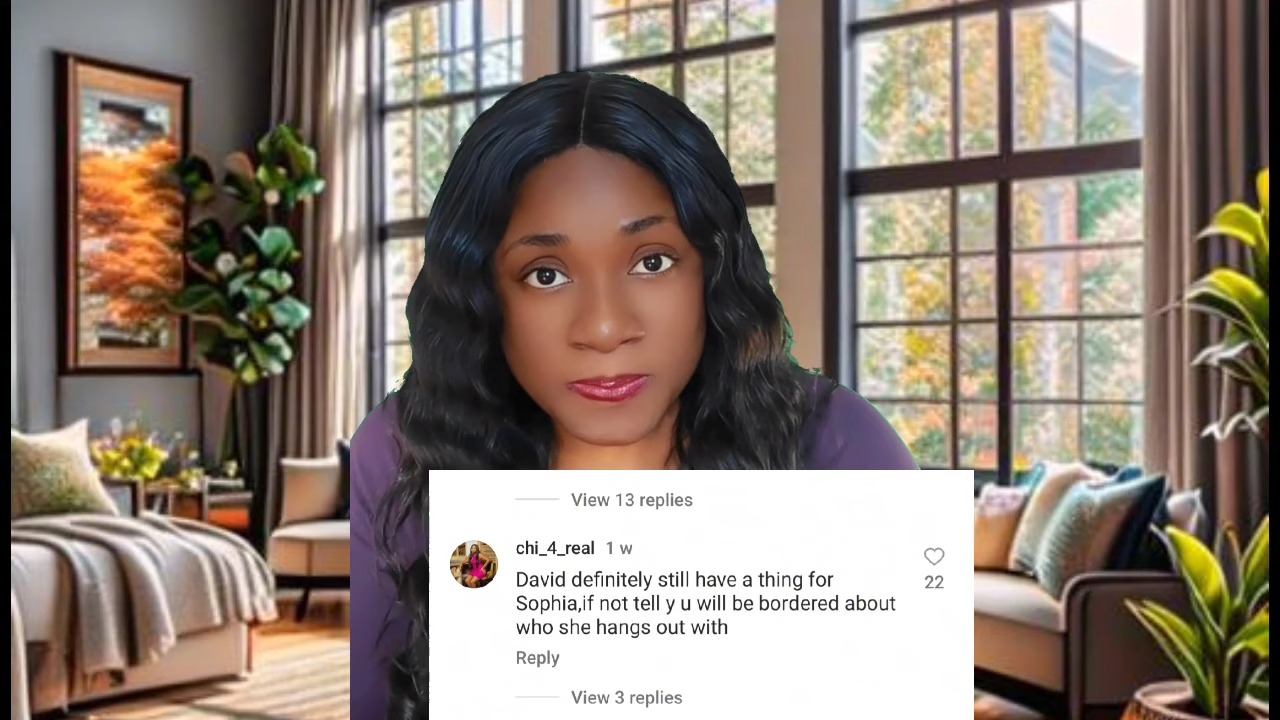 View 13 replies
chi_4_real 1 w
David definitely still have a thing for
22
Sophia,if not tell y u will be bordered about
who she hangs out with
Reply
View 3 replies